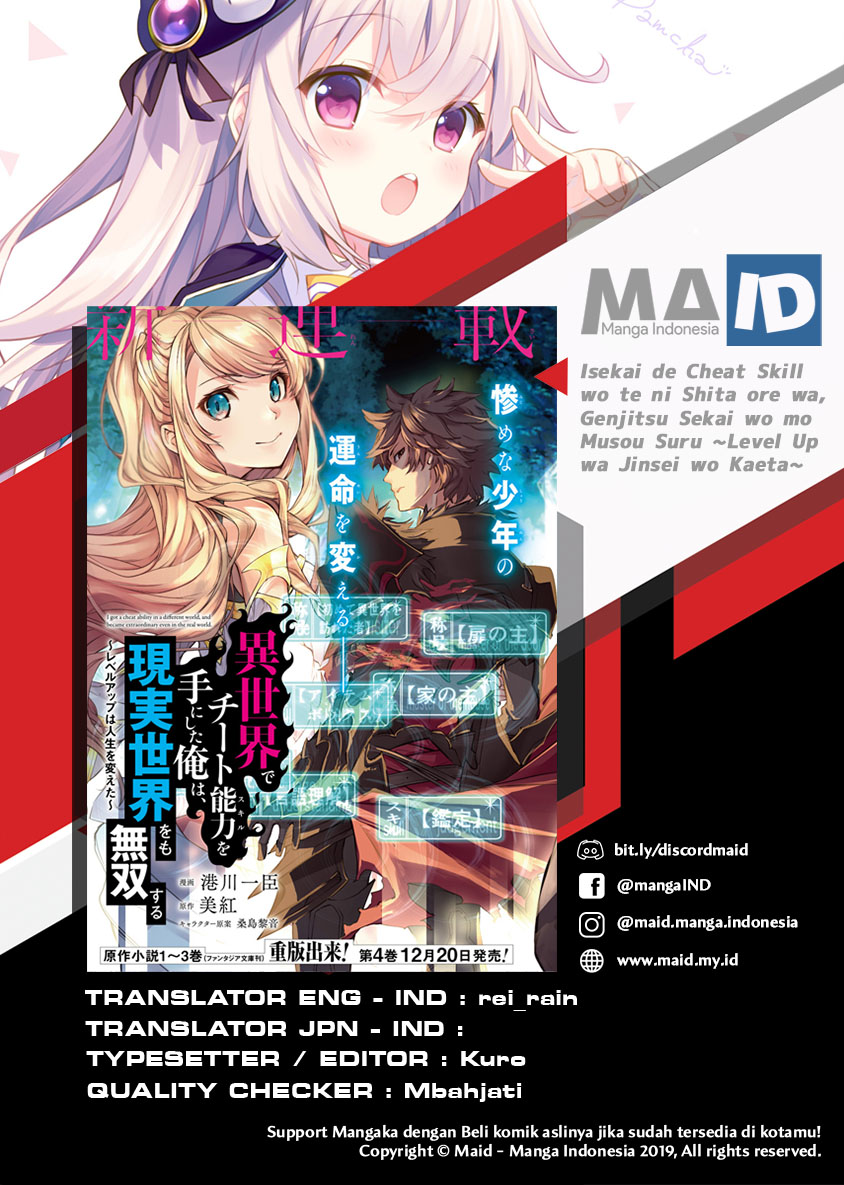 Pamcha
MAID
Manga Indonesia
Isekai de Cheat Skill
wo te ni Shita ore wa,
Genjitsu Sekai wo mo
Musou Suru ~Level Up
wa Jinsei wo Kaeta~
新連載
惨めな少年の
運命を変える
I got a cheat ability in a different world, and
became extraordinary even in the real world.
異世界で
チート能力を
スキル
手にした俺は、
現実世界をも
無双する
~レベルアップは人生を変えた~
称号
【扉の主】
【家の主】
スキル
skill
【鑑定】
漫画 港川一臣
原作 美紅
キャラクター原案 桑島黎音
原作小説1~3巻(ファンタジア文庫刊)重版出来! 第4巻12月20日発売!
bit.ly/discordmaid
@mangaIND
@maid.manga.indonesia
www.maid.my.id
TRANSLATOR ENG - IND : rei_rain
TRANSLATOR JPN - IND :
TYPESETTER / EDITOR : Kuro
QUALITY CHECKER : Mbahjati
Support Mangaka dengan Beli komik aslinya jika sudah tersedia di kotamu!
Copyright © Maid - Manga Indonesia 2019, All rights reserved.